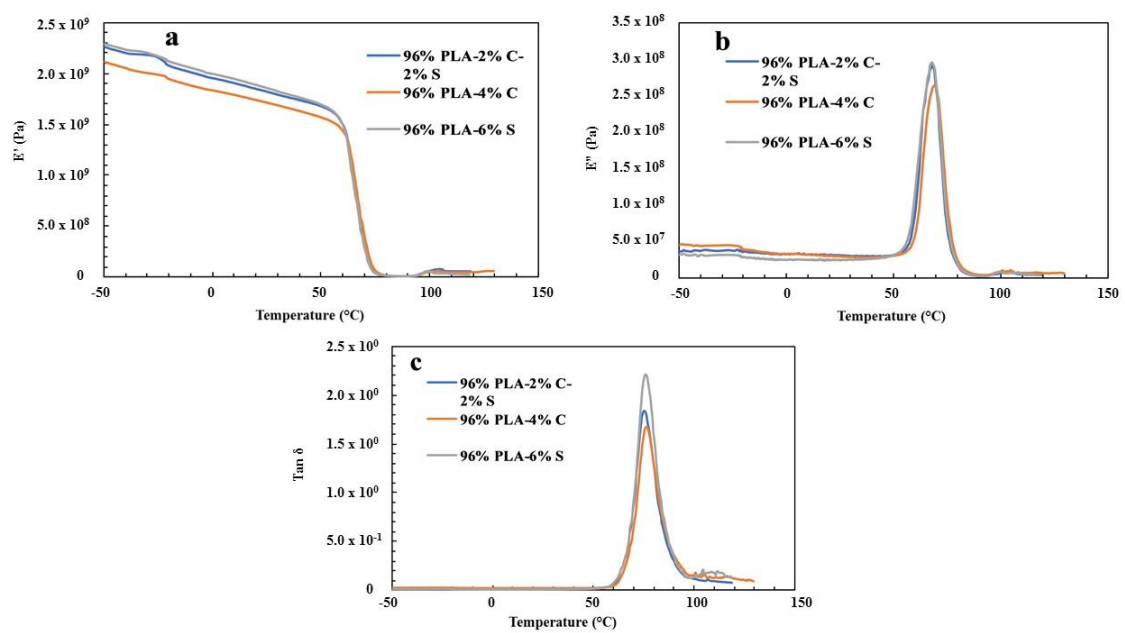 a
2.5 x 10⁹
2.0 x 10⁹
1.5 x 10⁹
1.0 x 10⁹
5.0 x 10⁸
0
E' (Pa)
-50
0
50
100
150
Temperature (°C)
96% PLA-2% C-
2% S
96% PLA-4% C
96% PLA-6% S
b
3.5 x 10⁸
3.0 x 10⁸
2.5 x 10⁸
2.0 x 10⁸
1.5 x 10⁸
1.0 x 10⁸
5.0 x 10⁷
0
E" (Pa)
-50
0
50
100
150
Temperature (°C)
96% PLA-2% C-
2% S
96% PLA-4% C
96% PLA-6% S
c
2.5 x 10⁰
2.0 x 10⁰
1.5 x 10⁰
1.0 x 10⁰
5.0 x 10⁻¹
0
Tan δ
-50
0
50
100
150
Temperature (°C)
96% PLA-2% C-
2% S
96% PLA-4% C
96% PLA-6% S